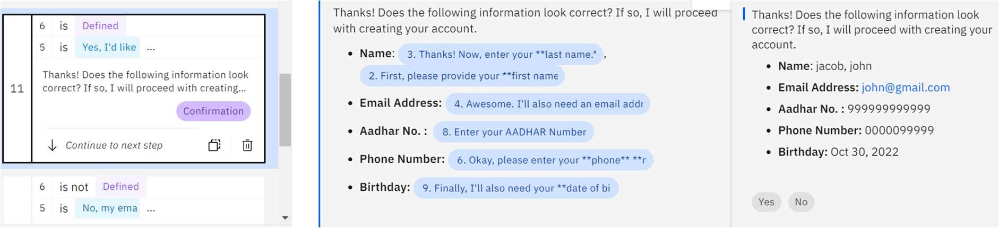 6 is Defined
5 is Yes, I'd like ...
11
Thanks! Does the following information look
correct? If so, I will proceed with creating...
Confirmation
Continue to next step
6 is not Defined
5 is No, my ema ...
Thanks! Does the following information look correct? If so, I will proceed
with creating your account.
• Name: 3. Thanks! Now, enter your **last name.* ,
2. First, please provide your **first name
• Email Address: 4. Awesome. I'll also need an email addr
• Aadhar No. : 8. Enter your AADHAR Number
• Phone Number: 6. Okay, please enter your **phone** **r
• Birthday: 9. Finally, I'll also need your **date of bi
Thanks! Does the following information look
correct? If so, I will proceed with creating your
account.
• Name: jacob, john
• Email Address: john@gmail.com
• Aadhar No. : 999999999999
• Phone Number: 0000099999
• Birthday: Oct 30, 2022
Yes No